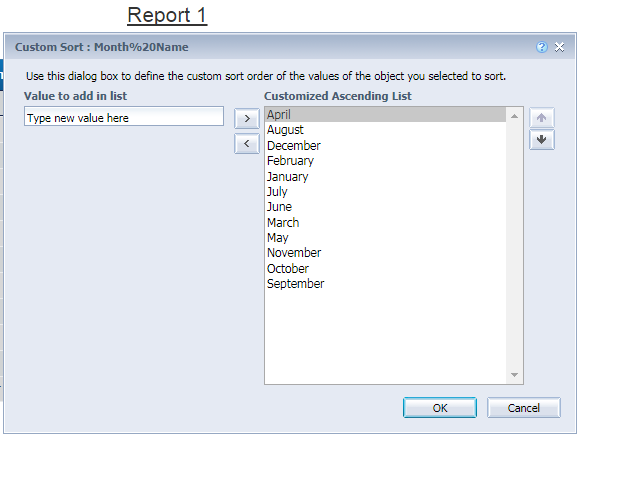 Report 1
Custom Sort : Month%20Name
Use this dialog box to define the custom sort order of the values of the object you selected to sort.
Value to add in list
Customized Ascending List
Type new value here
>
<
April
August
December
February
January
July
June
March
May
November
October
September
OK
Cancel